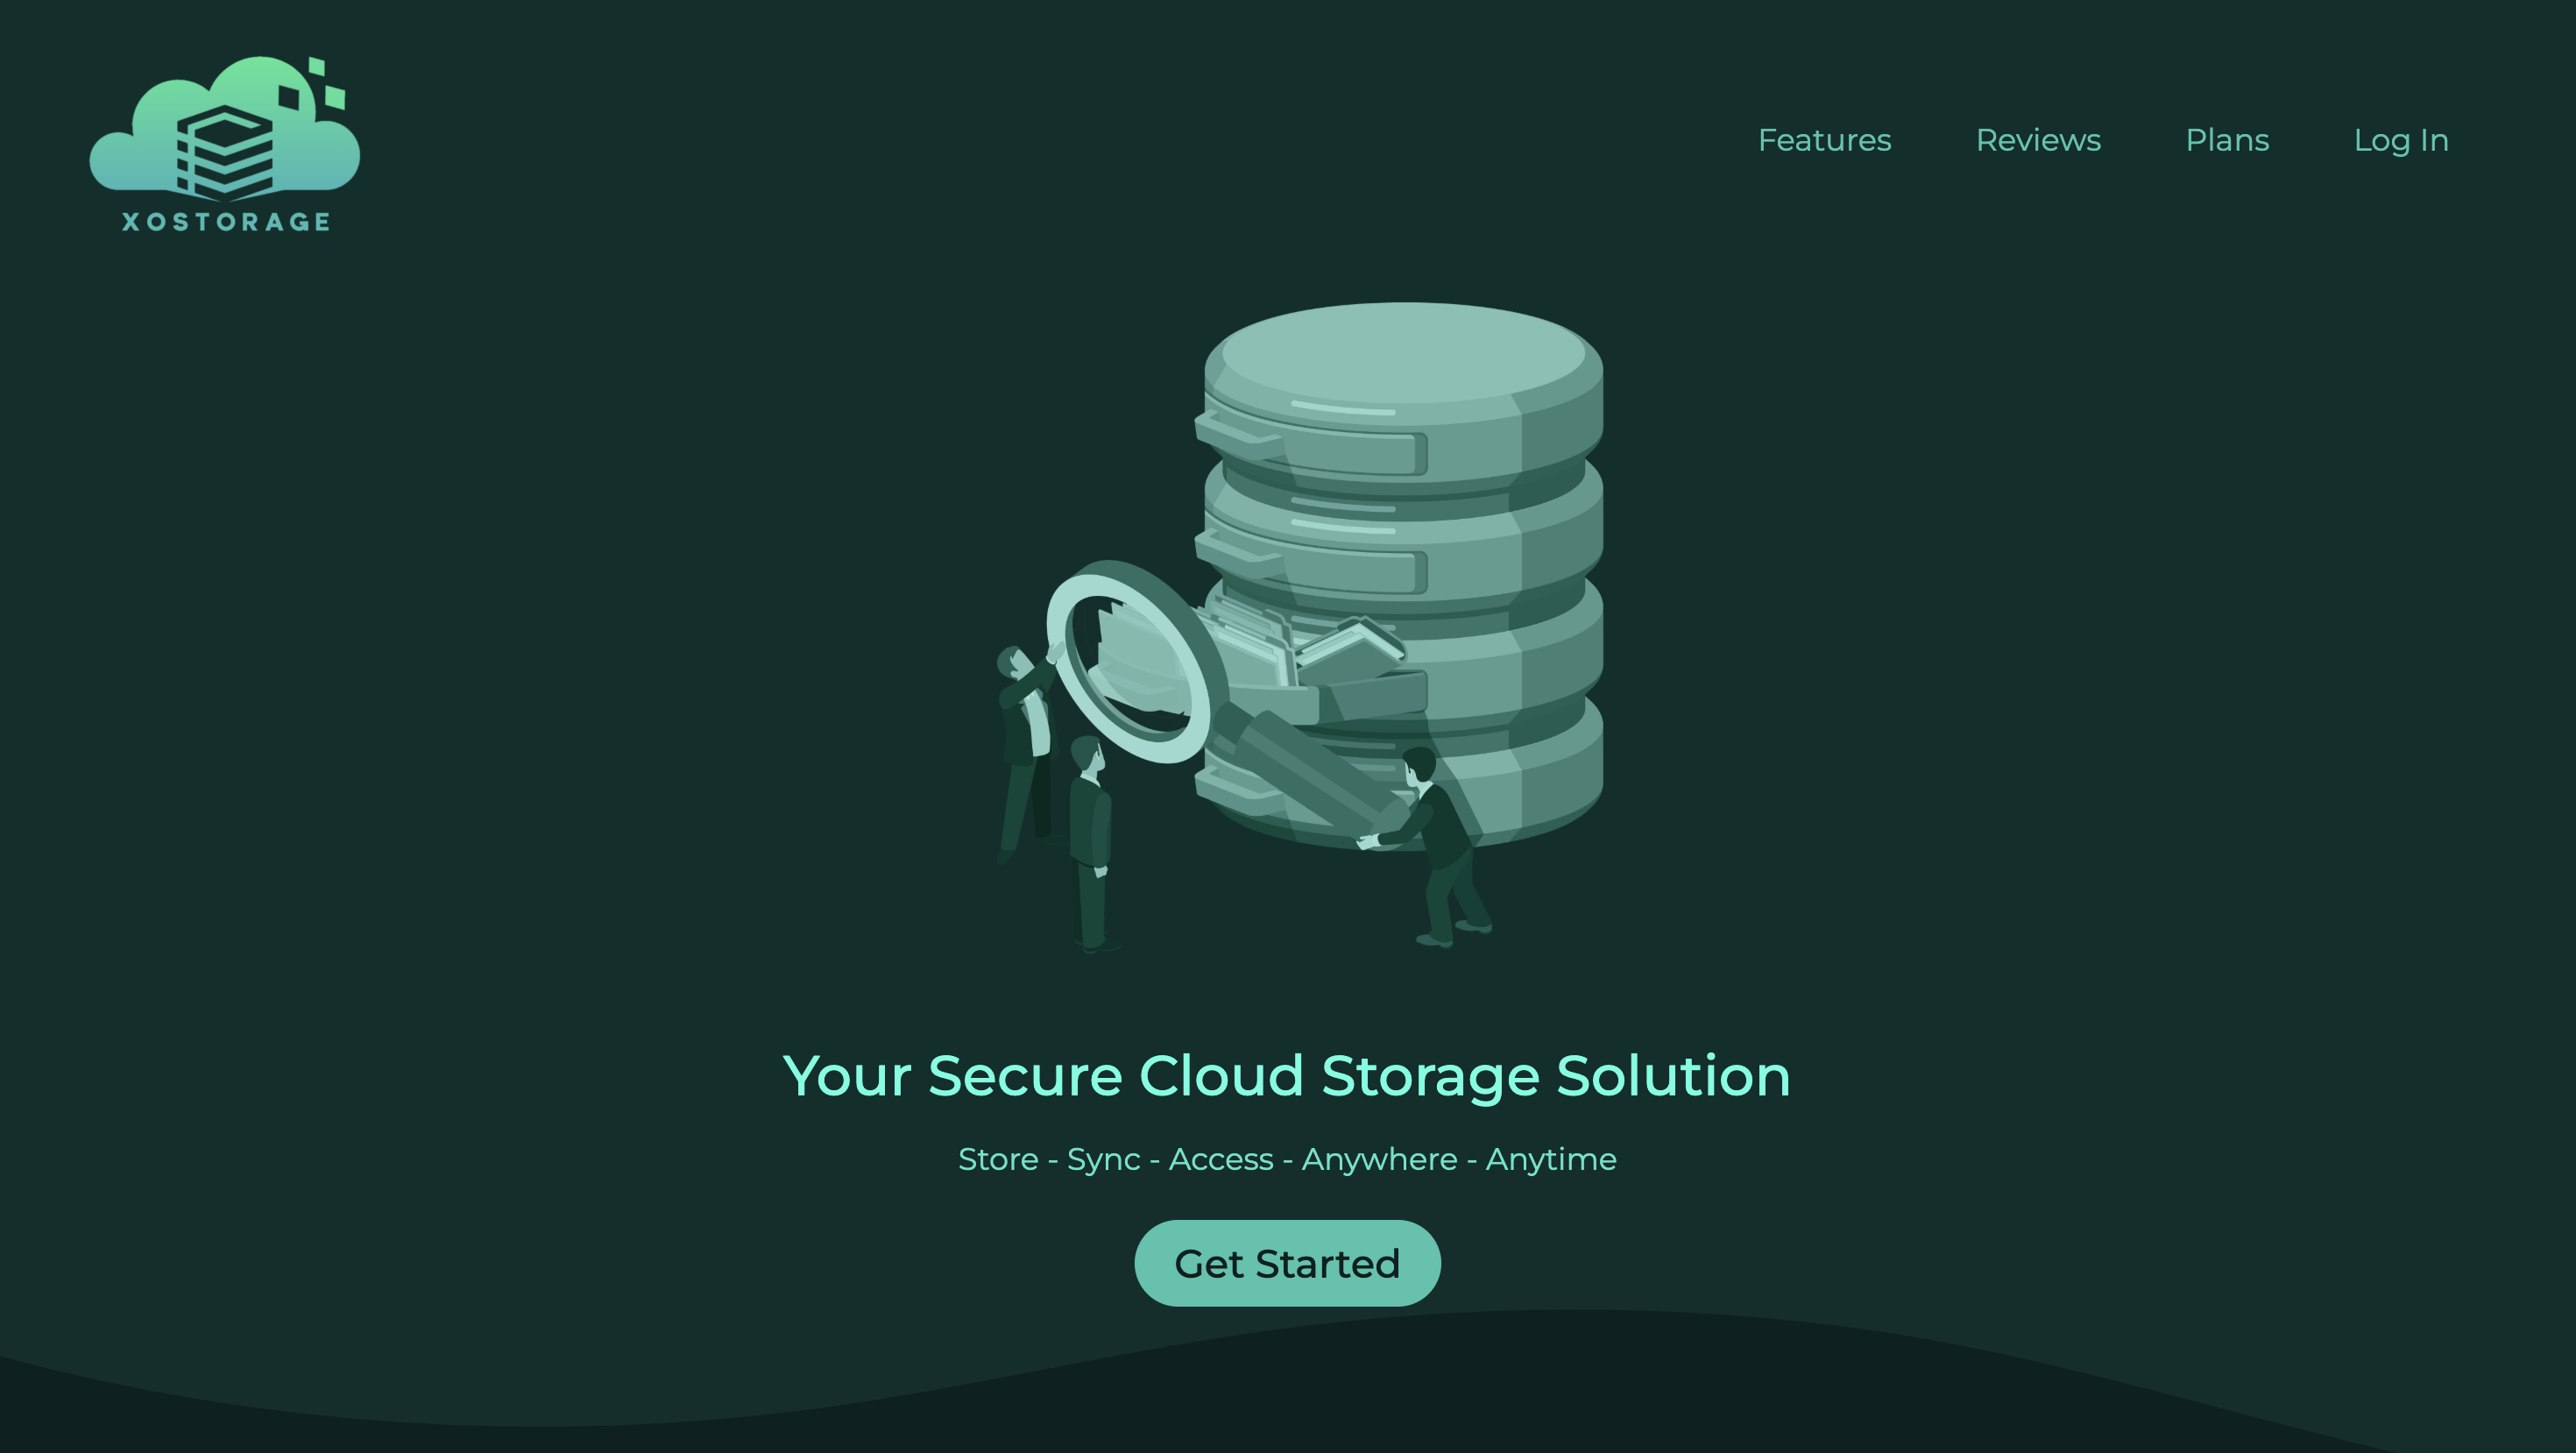 XOSTORAGE
Features Reviews Plans Log In
Your Secure Cloud Storage Solution
Store - Sync - Access - Anywhere - Anytime
Get Started